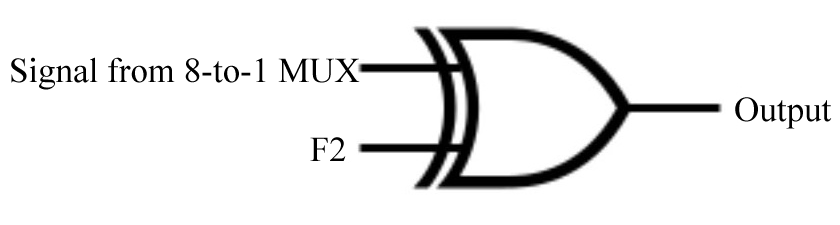 Signal from 8-to-1 MUX
F2
Output